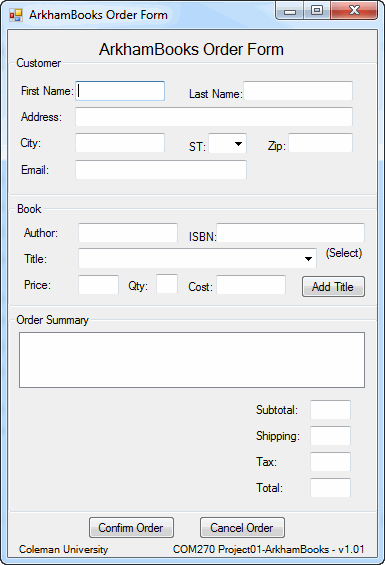 ArkhamBooks Order Form
ArkhamBooks Order Form
Customer
First Name: Last Name:
Address:
City: ST: Zip:
Email:
Book
Author: ISBN:
Title: (Select)
Price: Qty: Cost: Add Title
Order Summary
Subtotal:
Shipping:
Tax:
Total:
Confirm Order Cancel Order
Coleman University COM270 Project01-ArkhamBooks - v1.01